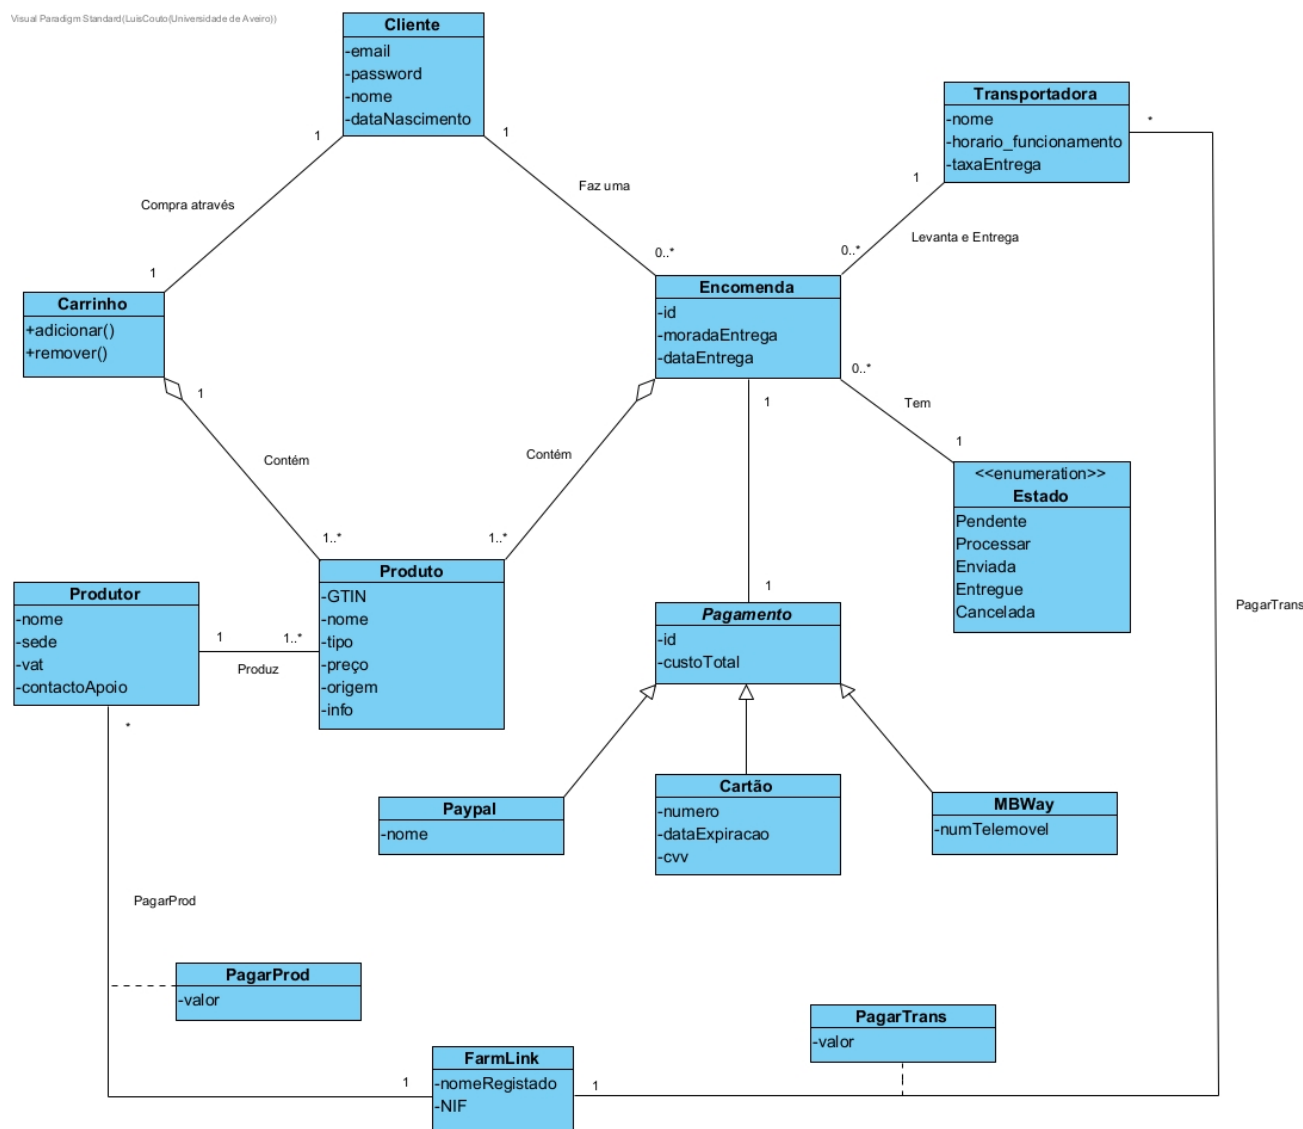 Visual Paradigm Standard(LuisCouto(Universidade de Aveiro))
Cliente
-email
-password
-nome
-dataNascimento
Transportadora
-nome
-horario_funcionamento
-taxaEntrega
*
1
1
1
Faz uma
Compra através
Levanta e Entrega
0..*
0..*
1
Carrinho
+adicionar()
+remover()
Encomenda
-id
-moradaEntrega
-dataEntrega
1
1
0..*
Tem
1
Contém
Contém
<<enumeration>>
Estado
Pendente
Processar
Enviada
Entregue
Cancelada
1..*
1..*
Produto
-GTIN
-nome
-tipo
-preço
-origem
-info
Produtor
-nome
-sede
-vat
-contactoApoio
1
1..*
Produz
1
Pagamento
-id
-custoTotal
PagarTrans
*
Paypal
-nome
Cartão
-numero
-dataExpiracao
-cvv
MBWay
-numTelemovel
PagarProd
PagarProd
-valor
PagarTrans
-valor
FarmLink
-nomeRegistado
-NIF
1
1